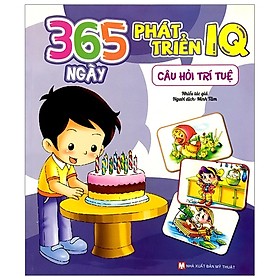 365
NGÀY
PHÁT
TRIỂN IQ
CÂU HỎI TRÍ TUỆ
Nhiều tác giả
Người dịch: Minh Tâm
NHÀ XUẤT BẢN MỸ THUẬT